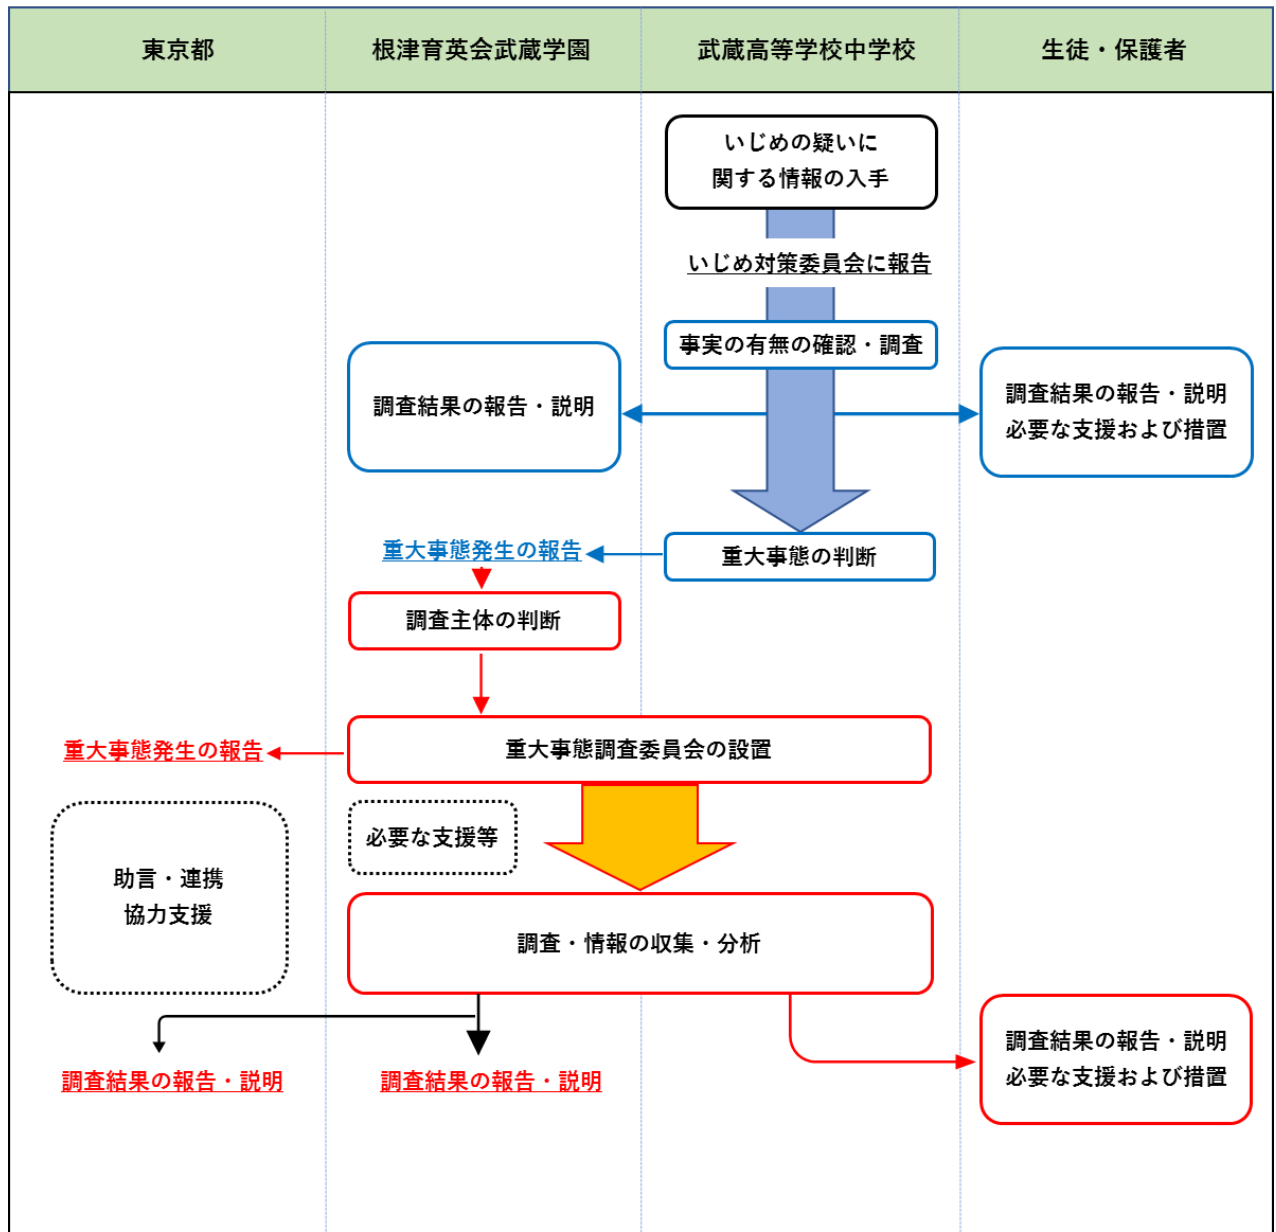 東京都
根津育英会武蔵学園
武蔵高等学校中学校
生徒・保護者
いじめの疑いに
関する情報の入手
いじめ対策委員会に報告
事実の有無の確認・調査
調査結果の報告・説明
調査結果の報告・説明
必要な支援および措置
重大事態発生の報告
重大事態の判断
調査主体の判断
重大事態発生の報告
重大事態調査委員会の設置
必要な支援等
助言・連携
協力支援
調査・情報の収集・分析
調査結果の報告・説明
調査結果の報告・説明
調査結果の報告・説明
必要な支援および措置